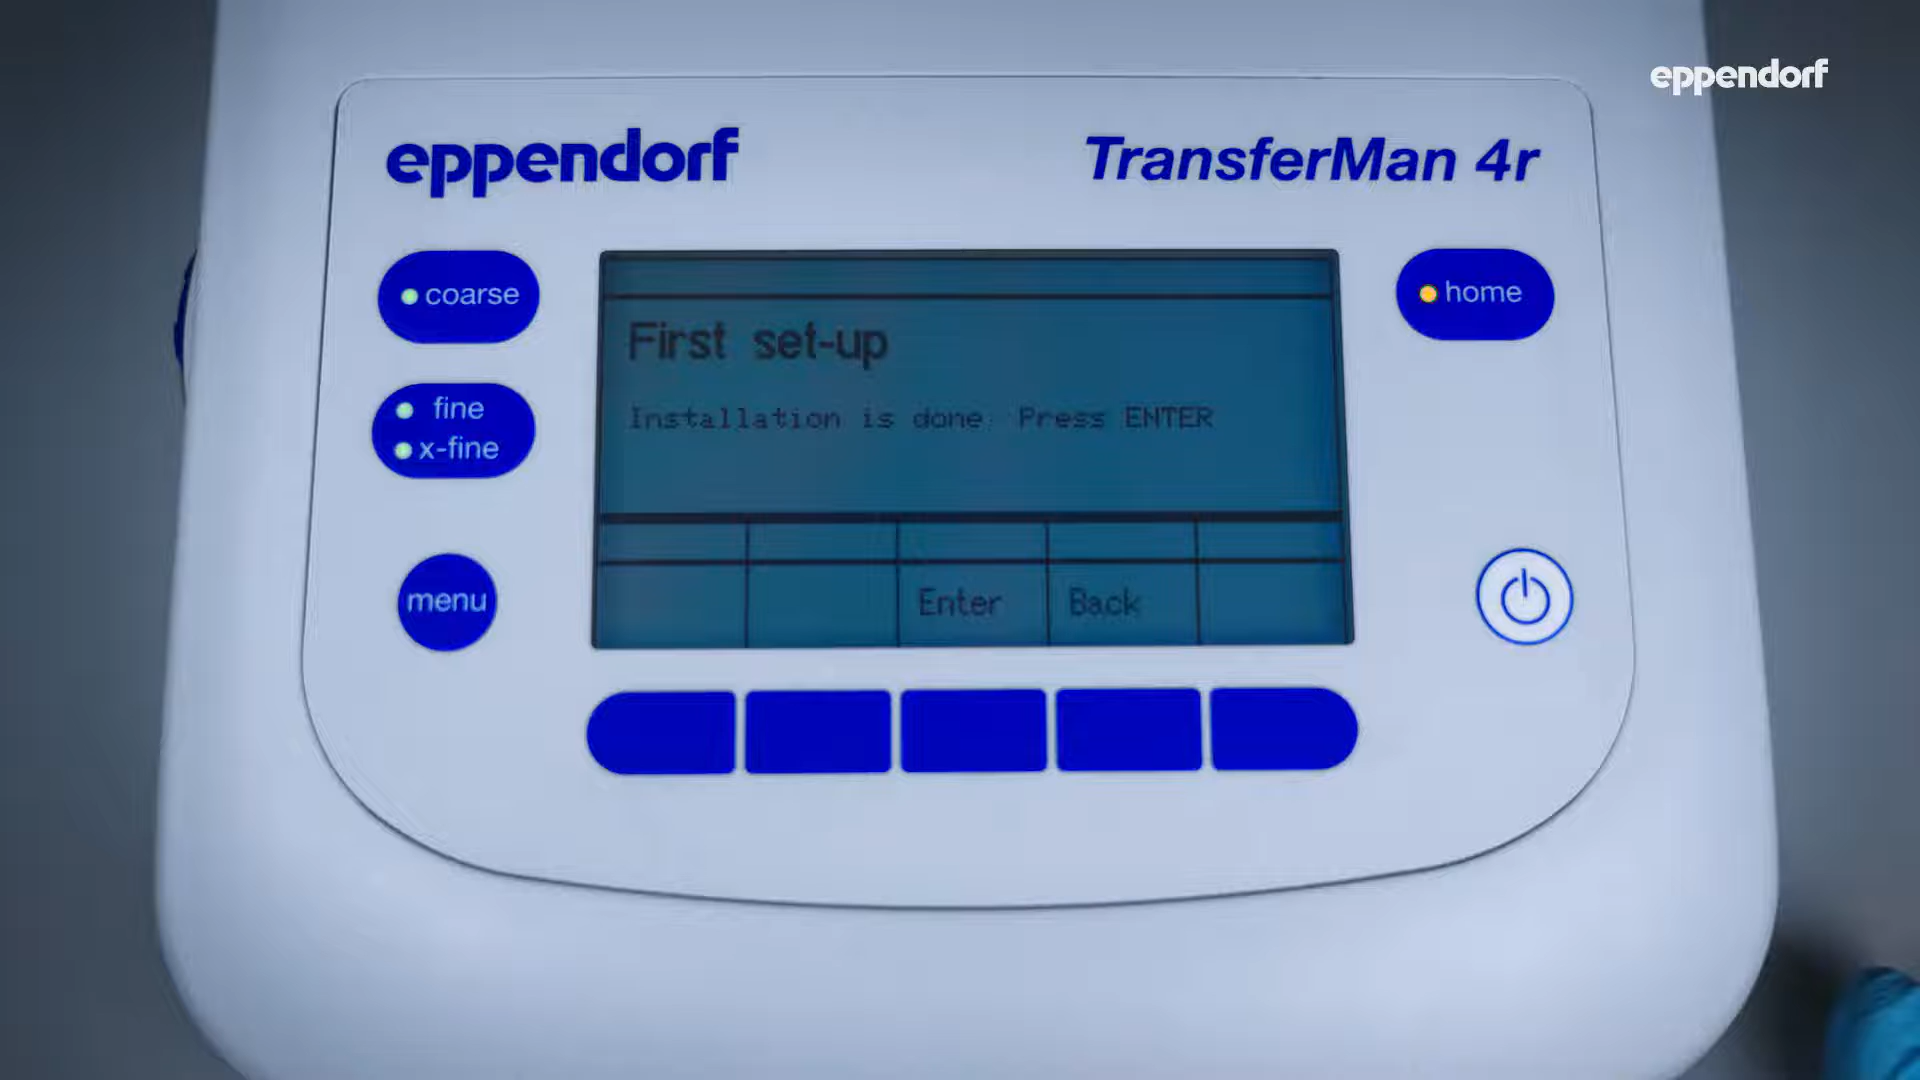 eppendorf
eppendorf
TransferMan 4r
coarse
home
fine
x-fine
First set-up
Installation is done. Press ENTER
menu
Enter
Back